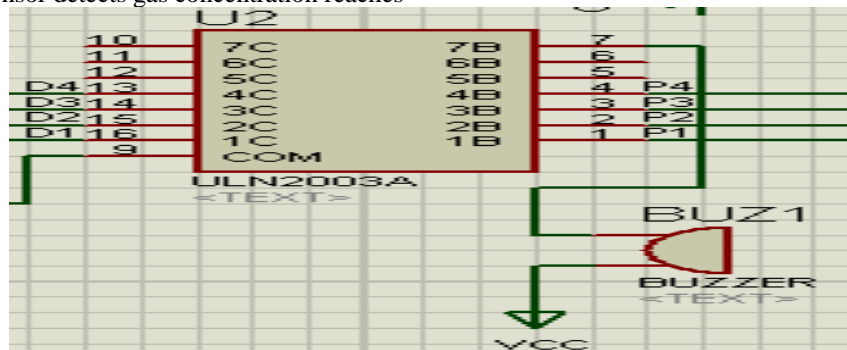 nsor detects gas concentration reaches
U2
10 7C 7B 7
11 6C 6B 6
12 5C 5B 5
D4 13 4C 4B 4 P4
D3 14 3C 3B 3 P3
D2 15 2C 2B 2 P2
D1 16 1C 1B 1 P1
9 COM
ULN2003A
<TEXT>
BUZ1
BUZZER
<TEXT>
VCC